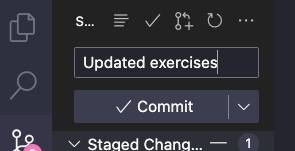 S...
Updated exercises
Commit
Staged Chang... 1